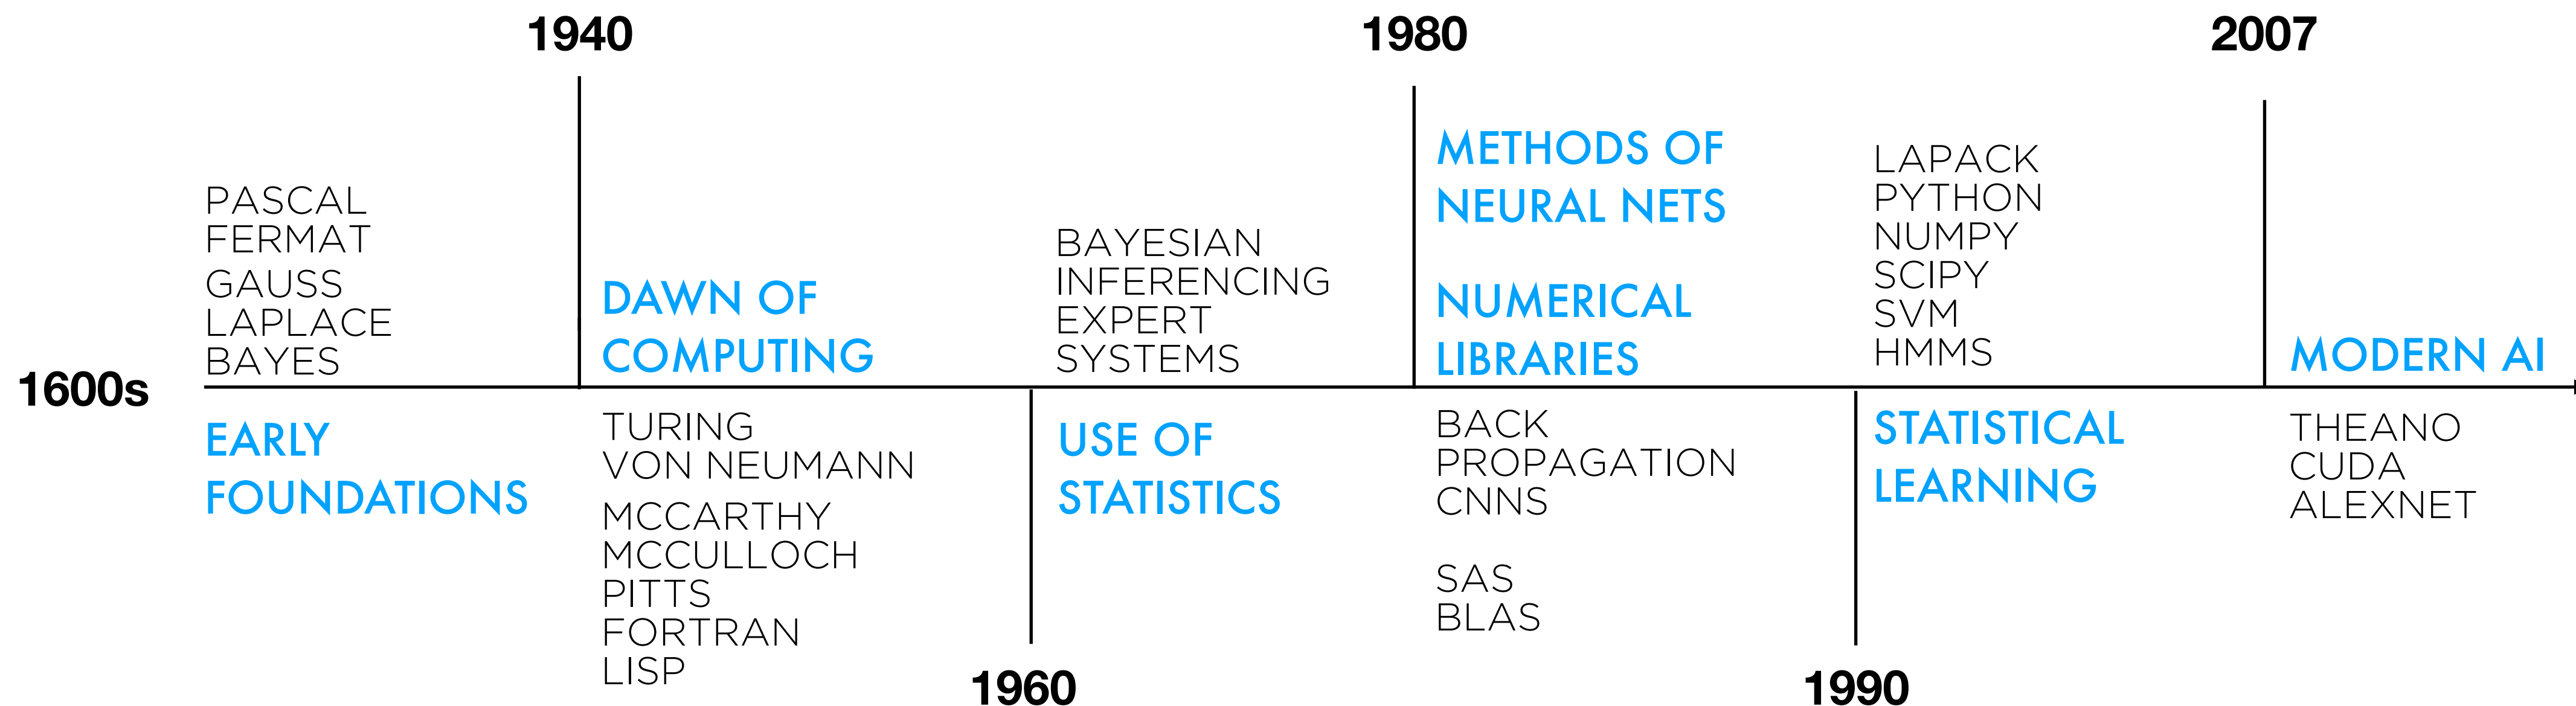 1940
1980
2007
1600s
PASCAL
FERMAT
GAUSS
LAPLACE
BAYES
EARLY
FOUNDATIONS
DAWN OF
COMPUTING
TURING
VON NEUMANN
MCCARTHY
MCCULLOCH
PITTS
FORTRAN
LISP
1960
BAYESIAN
INFERENCING
EXPERT
SYSTEMS
USE OF
STATISTICS
METHODS OF
NEURAL NETS
NUMERICAL
LIBRARIES
BACK
PROPAGATION
CNNS
SAS
BLAS
1990
LAPACK
PYTHON
NUMPY
SCIPY
SVM
HMMS
STATISTICAL
LEARNING
MODERN AI
THEANO
CUDA
ALEXNET